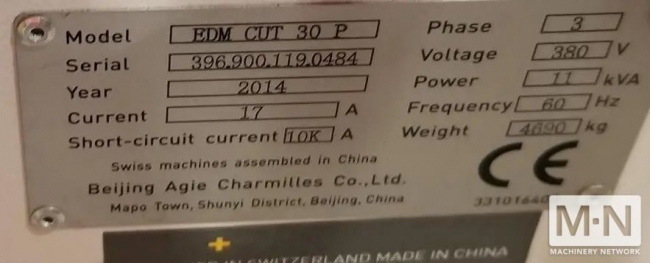 Model EDM CUT 30 P
Serial 396.900.119.0484
Year 2014
Current 17 A
Short-circuit current 10K A
Phase 3
Voltage 380 V
Power 11 kVA
Frequency 60 Hz
Weight 4690 kg
Swiss machines assembled in China
Beijing Agie Charmilles Co.,Ltd.
Mapo Town, Shunyi District, Beijing, China
CE
M·N
MACHINERY NETWORK
IN SWITZERLAND MADE IN CHINA